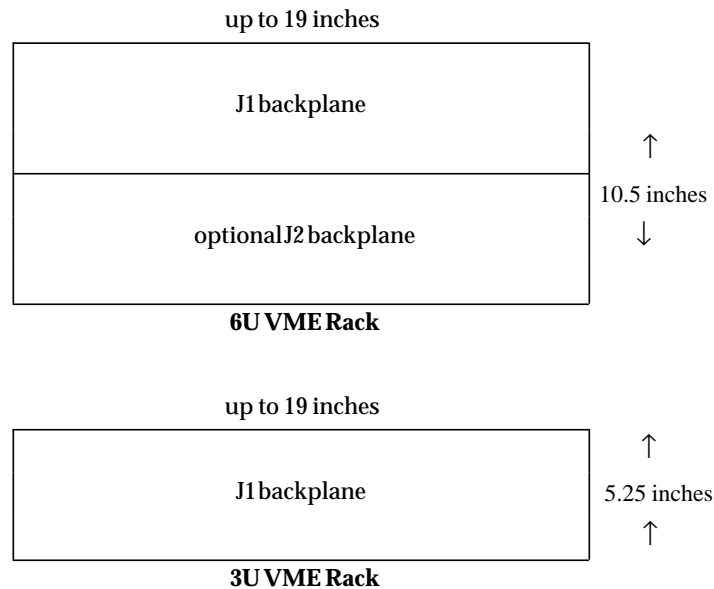 up to 19 inches
J1 backplane
↑
10.5 inches
optional J2 backplane
↓
6U VME Rack
up to 19 inches
↑
J1 backplane
5.25 inches
↑
3U VME Rack